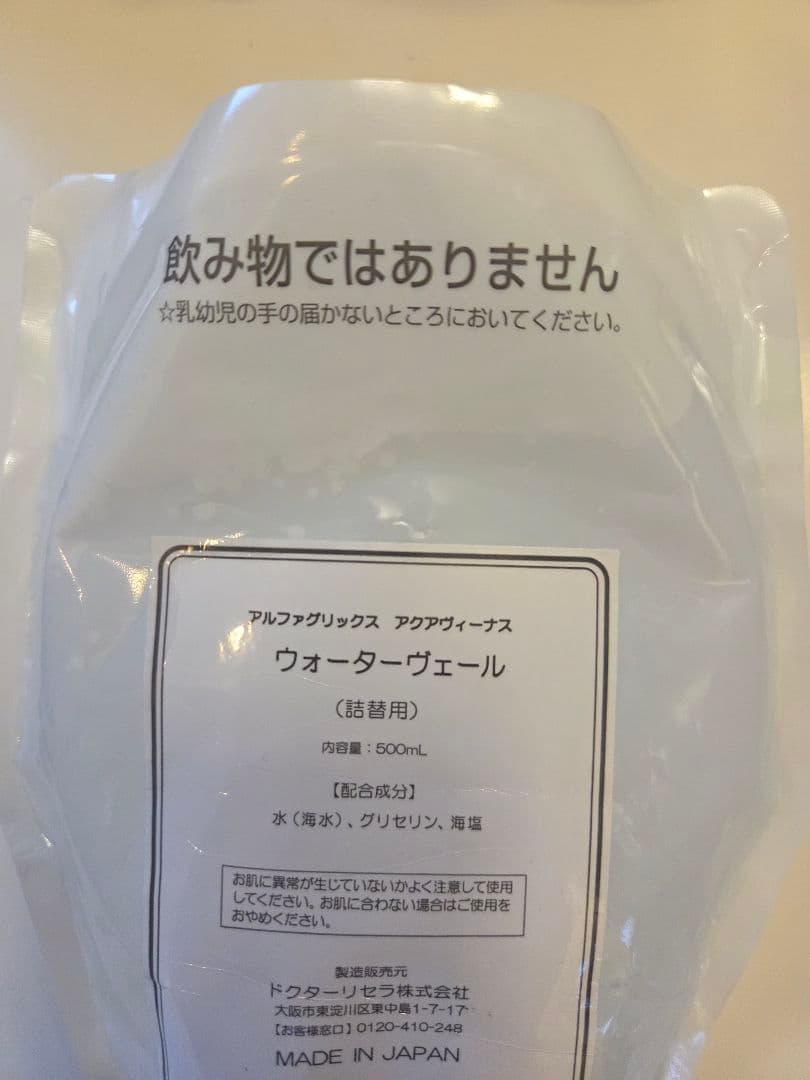 飲み物ではありません
☆乳幼児の手の届かないところにおいてください。
アルファグリックス アクアヴィーナス
ウォーターヴェール
（詰替用）
内容量：500mL
【配合成分】
水（海水）、グリセリン、海塩
お肌に異常が生じていないかよく注意して使用
してください。お肌に合わない場合はご使用を
おやめください。
製造販売元
ドクターリセラ株式会社
大阪市東淀川区東中島1-7-17
【お客様窓口】0120-410-248
MADE IN JAPAN